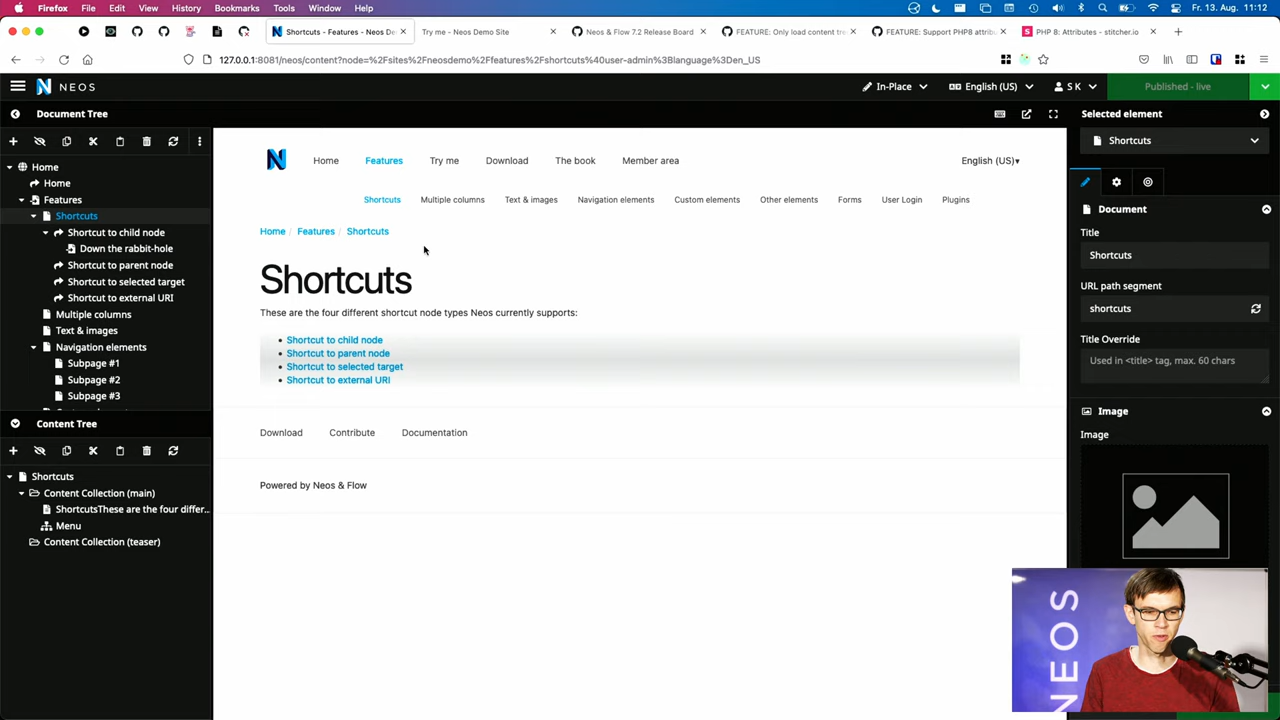 Firefox File Edit View History Bookmarks Tools Window Help
Fr. 13. Aug. 11:12
Shortcuts - Features - Neos De
Try me - Neos Demo Site
Neos & Flow 7.2 Release Board
FEATURE: Only load content tre
FEATURE: Support PHP8 attribu
PHP 8: Attributes - stitcher.io
127.0.0.1:8081/neos/content?node=%2Fsites%2Fneosdemo%2Ffeatures%2Fshortcuts%40user-admin%3Blanguage%3Den_US
NEOS
In-Place
English (US)
S K
Published - live
Document Tree
Home
Home
Features
Shortcuts
Shortcut to child node
Down the rabbit-hole
Shortcut to parent node
Shortcut to selected target
Shortcut to external URI
Multiple columns
Text & images
Navigation elements
Subpage #1
Subpage #2
Subpage #3
Content Tree
Shortcuts
Content Collection (main)
ShortcutsThese are the four differ...
Menu
Content Collection (teaser)
Home Features Try me Download The book Member area
English (US)
Shortcuts Multiple columns Text & images Navigation elements Custom elements Other elements Forms User Login Plugins
Home / Features / Shortcuts
Shortcuts
These are the four different shortcut node types Neos currently supports:
• Shortcut to child node
• Shortcut to parent node
• Shortcut to selected target
• Shortcut to external URI
Download Contribute Documentation
Powered by Neos & Flow
Selected element
Shortcuts
Document
Title
Shortcuts
URL path segment
shortcuts
Title Override
Used in <title> tag, max. 60 chars
Image
Image
NEOS